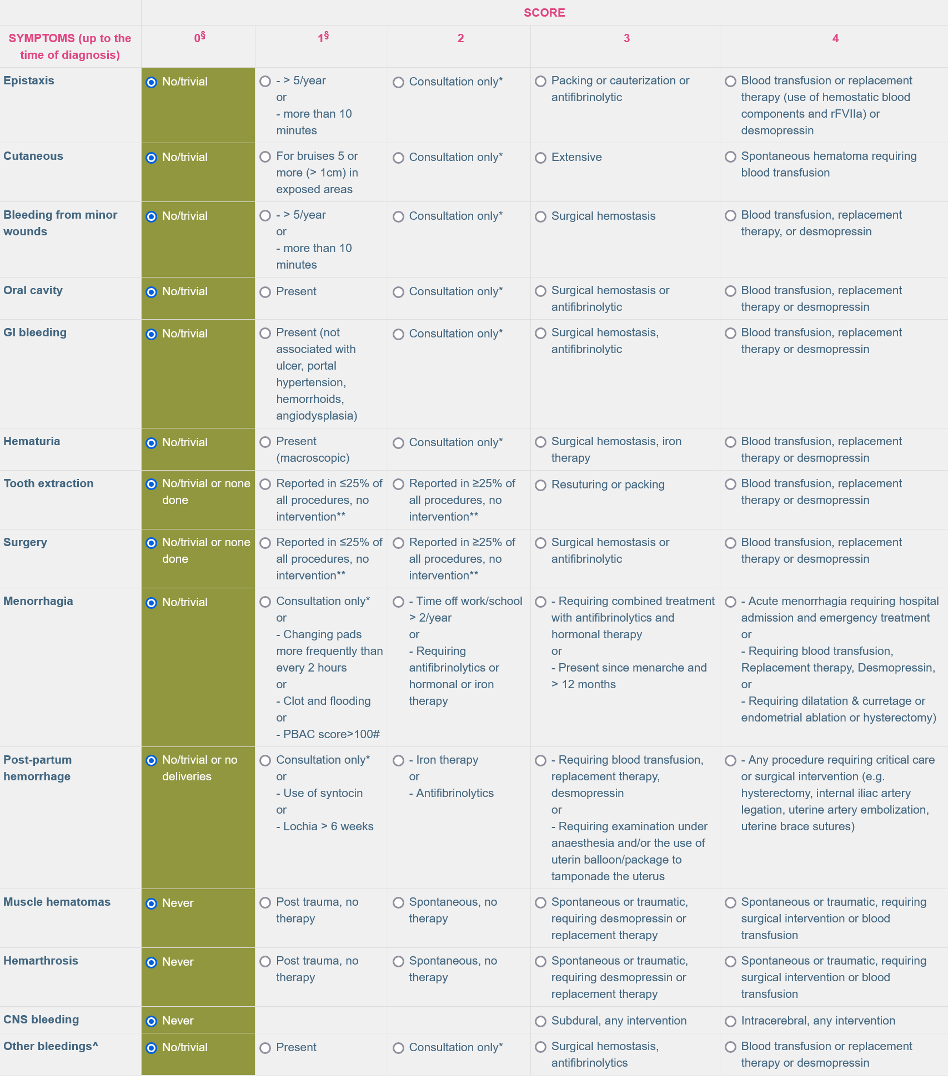 SCORE
SYMPTOMS (up to the
time of diagnosis)
0§
1§
2
3
4
Epistaxis
No/trivial
- > 5/year
or
- more than 10
minutes
Consultation only*
Packing or cauterization or
antifibrinolytic
Blood transfusion or replacement
therapy (use of hemostatic blood
components and rFVIIa) or
desmopressin
Cutaneous
No/trivial
For bruises 5 or
more (> 1cm) in
exposed areas
Consultation only*
Extensive
Spontaneous hematoma requiring
blood transfusion
Bleeding from minor
wounds
No/trivial
- > 5/year
or
- more than 10
minutes
Consultation only*
Surgical hemostasis
Blood transfusion, replacement
therapy, or desmopressin
Oral cavity
No/trivial
Present
Consultation only*
Surgical hemostasis or
antifibrinolytic
Blood transfusion, replacement
therapy or desmopressin
GI bleeding
No/trivial
Present (not
associated with
ulcer, portal
hypertension,
hemorrhoids,
angiodysplasia)
Consultation only*
Surgical hemostasis,
antifibrinolytic
Blood transfusion, replacement
therapy or desmopressin
Hematuria
No/trivial
Present
(macroscopic)
Consultation only*
Surgical hemostasis, iron
therapy
Blood transfusion, replacement
therapy or desmopressin
Tooth extraction
No/trivial or none
done
Reported in ≤25% of
all procedures, no
intervention**
Reported in ≥25% of
all procedures, no
intervention**
Resuturing or packing
Blood transfusion, replacement
therapy or desmopressin
Surgery
No/trivial or none
done
Reported in ≤25% of
all procedures, no
intervention**
Reported in ≥25% of
all procedures, no
intervention**
Surgical hemostasis or
antifibrinolytic
Blood transfusion, replacement
therapy or desmopressin
Menorrhagia
No/trivial
Consultation only*
or
- Changing pads
more frequently than
every 2 hours
or
- Clot and flooding
or
- PBAC score>100#
- Time off work/school
> 2/year
or
- Requiring
antifibrinolytics or
hormonal or iron
therapy
- Requiring combined treatment
with antifibrinolytics and
hormonal therapy
or
- Present since menarche and
> 12 months
- Acute menorrhagia requiring hospital
admission and emergency treatment
or
- Requiring blood transfusion,
Replacement therapy, Desmopressin,
or
- Requiring dilatation & curretage or
endometrial ablation or hysterectomy)
Post-partum
hemorrhage
No/trivial or no
deliveries
Consultation only*
or
- Use of syntocin
or
- Lochia > 6 weeks
- Iron therapy
or
- Antifibrinolytics
- Requiring blood transfusion,
replacement therapy,
desmopressin
or
- Requiring examination under
anaesthesia and/or the use of
uterin balloon/package to
tamponade the uterus
- Any procedure requiring critical care
or surgical intervention (e.g.
hysterectomy, internal iliac artery
legation, uterine artery embolization,
uterine brace sutures)
Muscle hematomas
Never
Post trauma, no
therapy
Spontaneous, no
therapy
Spontaneous or traumatic,
requiring desmopressin or
replacement therapy
Spontaneous or traumatic, requiring
surgical intervention or blood
transfusion
Hemarthrosis
Never
Post trauma, no
therapy
Spontaneous, no
therapy
Spontaneous or traumatic,
requiring desmopressin or
replacement therapy
Spontaneous or traumatic, requiring
surgical intervention or blood
transfusion
CNS bleeding
Never
Subdural, any intervention
Intracerebral, any intervention
Other bleedings^
No/trivial
Present
Consultation only*
Surgical hemostasis,
antifibrinolytics
Blood transfusion or replacement
therapy or desmopressin